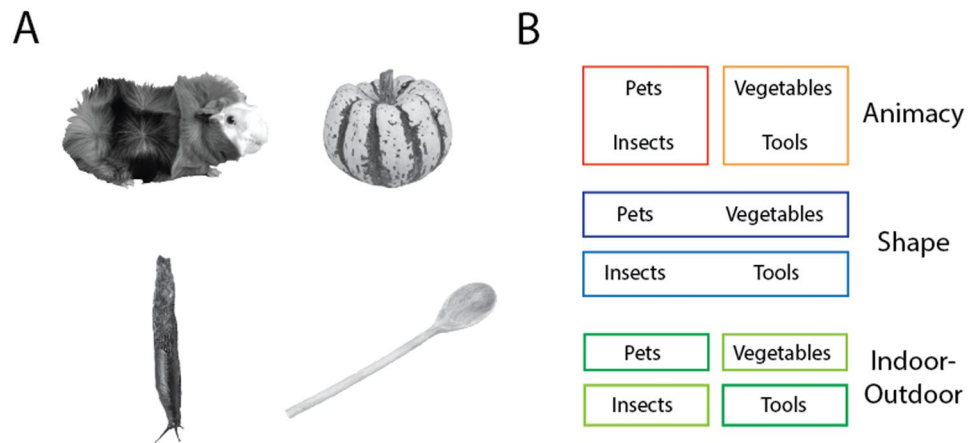 A
B
Pets Vegetables
Insects Tools
Animacy
Pets Vegetables
Insects Tools
Shape
Pets Vegetables
Insects Tools
Indoor-
Outdoor